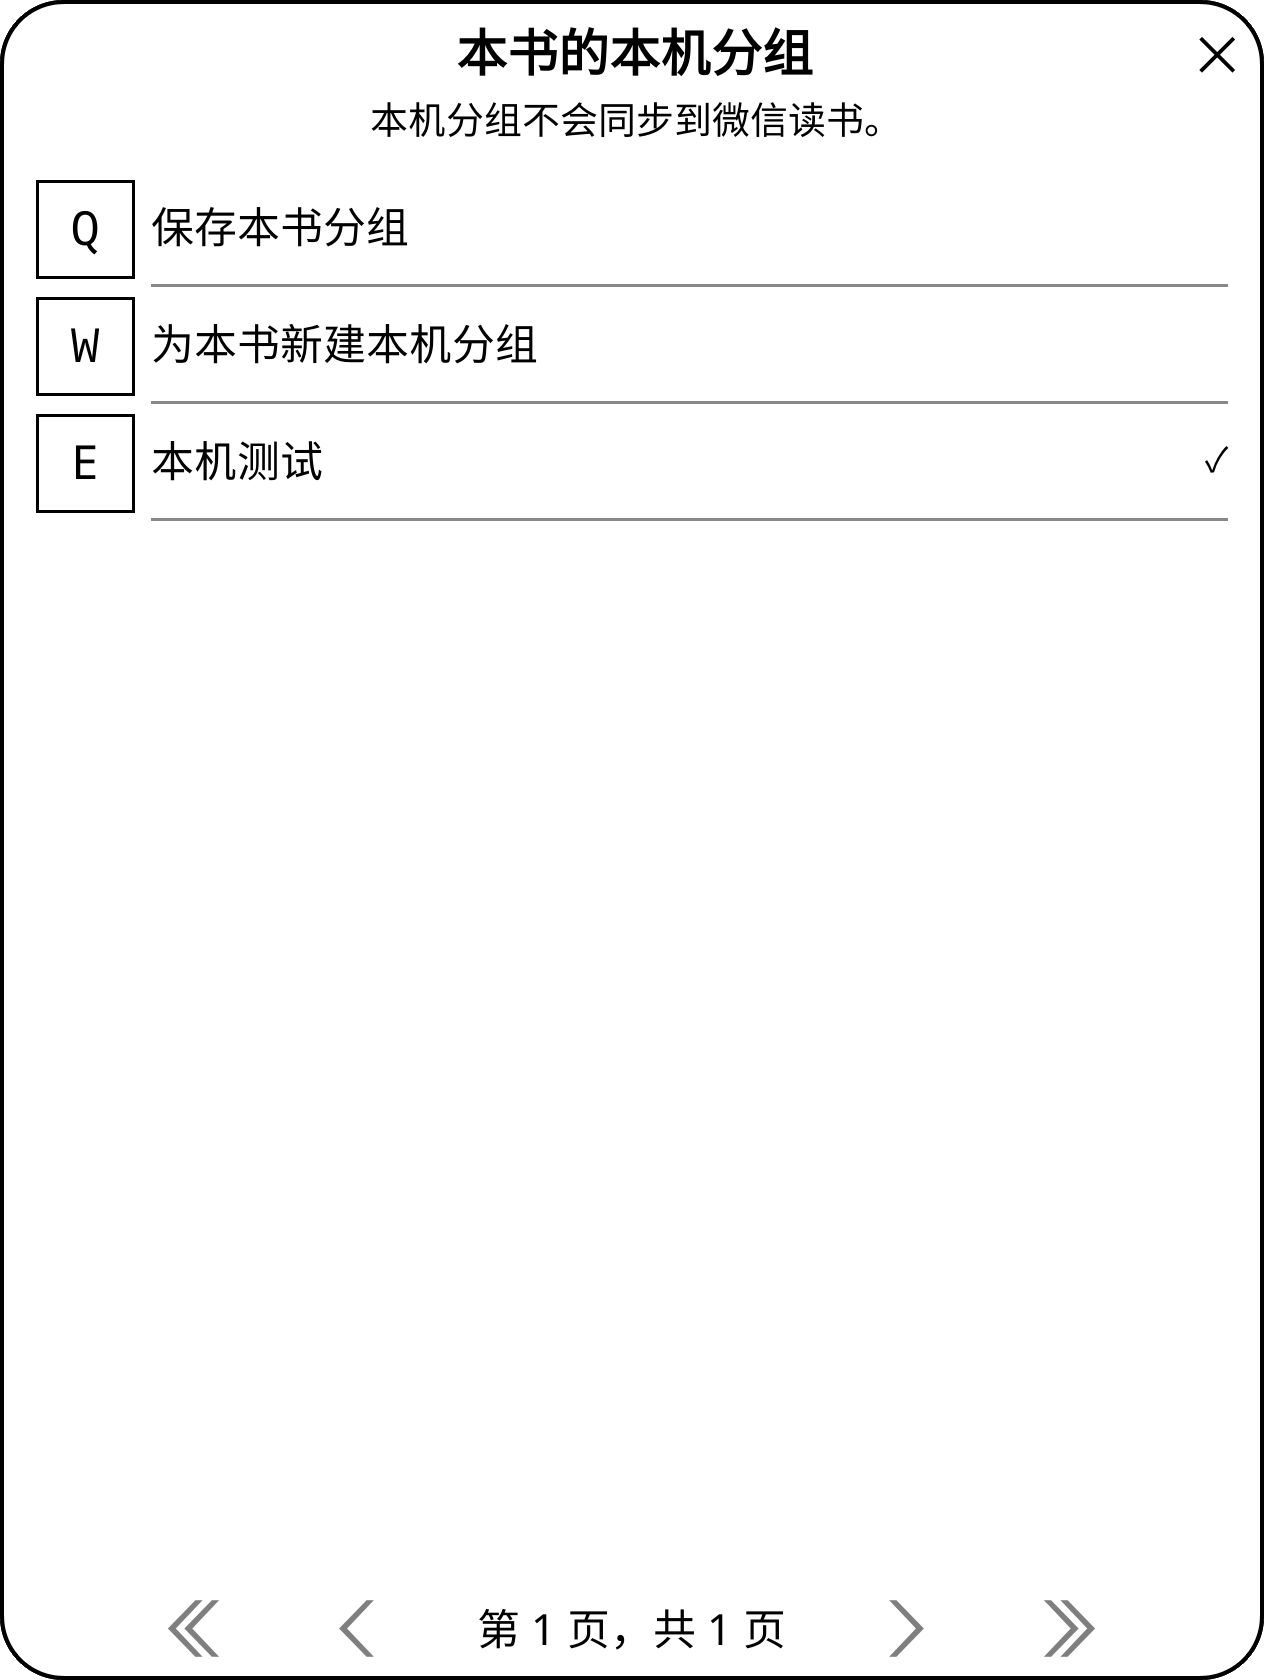 本书的本机分组
本机分组不会同步到微信读书。
Q 保存本书分组
W 为本书新建本机分组
E 本机测试 ✓
第 1 页，共 1 页